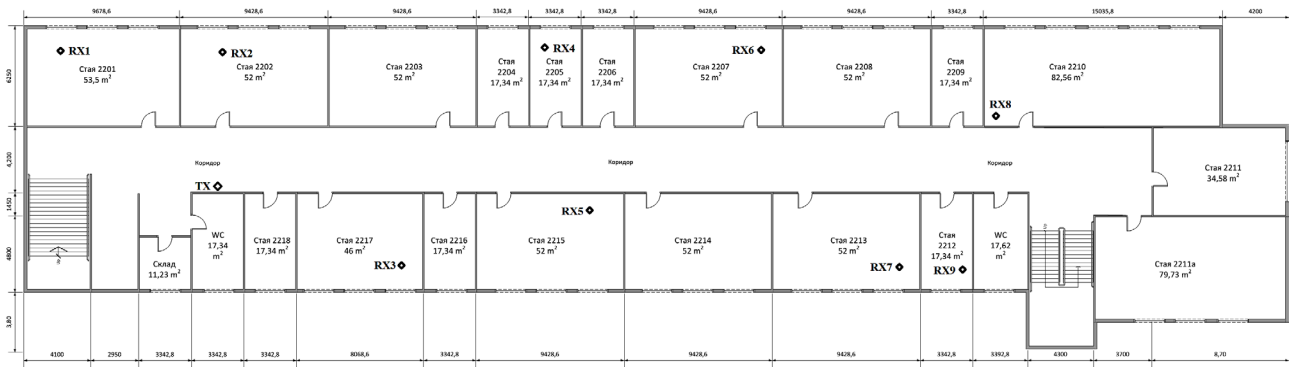 9678,6 9428,6 9428,6 3342,8 3342,8 3342,8 9428,6 9428,6 3342,8 15035,8 4200
RX1 RX2 RX4 RX6
6250
Стая 2201
53,5 m²
Стая 2202
52 m²
Стая 2203
52 m²
Стая 2204
17,34 m²
Стая 2205
17,34 m²
Стая 2206
17,34 m²
Стая 2207
52 m²
Стая 2208
52 m²
Стая 2209
17,34 m²
Стая 2210
82,56 m²
RX8
4,200
Коридор Коридор Коридор
Стая 2211
34,58 m²
TX
1450
RX5
4800
WC
17,34 m²
Стая 2218
17,34 m²
Стая 2217
46 m²
RX3
Стая 2216
17,34 m²
Стая 2215
52 m²
Стая 2214
52 m²
Стая 2213
52 m²
RX7
Стая 2212
17,34 m²
RX9
WC
17,62 m²
Склад
11,23 m²
Стая 2211a
79,73 m²
3,80
4100 2950 3342,8 3342,8 3342,8 8068,6 3342,8 9428,6 9428,6 9428,6 3342,8 3392,8 4300 3700 8,70